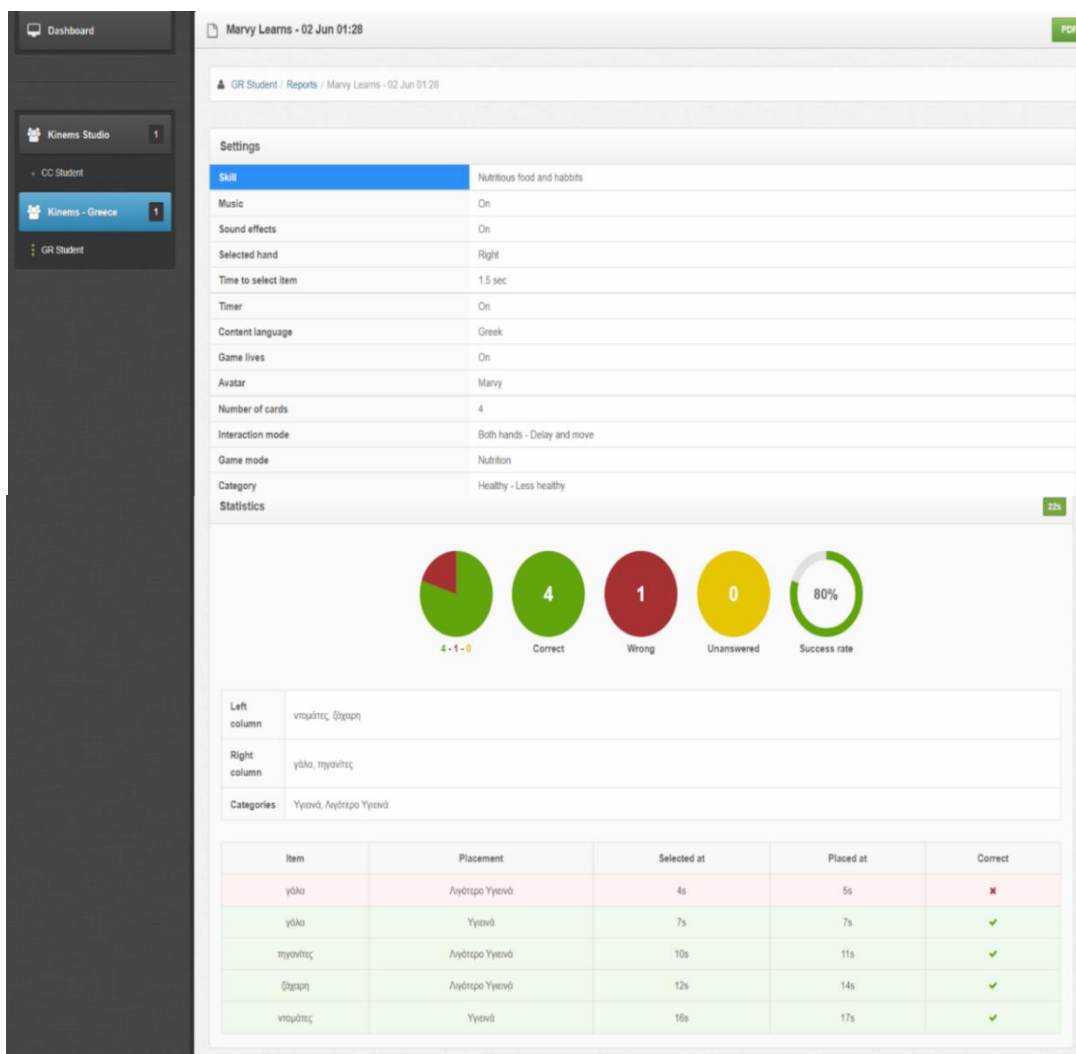 Dashboard
Kinems Studio 1
CC Student
Kinems - Greece 1
GR Student
Marvy Learns - 02 Jun 01:28
PDF
GR Student / Reports / Marvy Learns - 02 Jun 01:28
Settings
Skill Nutritious food and habbits
Music On
Sound effects On
Selected hand Right
Time to select item 1.5 sec
Timer On
Content language Greek
Game lives On
Avatar Marvy
Number of cards 4
Interaction mode Both hands - Delay and move
Game mode Nutrition
Category Healthy - Less healthy
Statistics 22s
4 1 0 80%
4 - 1 - 0 Correct Wrong Unanswered Success rate
Left column ντομάτες, ζάχαρη
Right column γάλα, τηγανίτες
Categories Υγιεινά, Λιγότερο Υγιεινά
Item Placement Selected at Placed at Correct
γάλα Λιγότερο Υγιεινά 4s 5s
γάλα Υγιεινά 7s 7s
τηγανίτες Λιγότερο Υγιεινά 10s 11s
ζάχαρη Λιγότερο Υγιεινά 12s 14s
ντομάτες Υγιεινά 16s 17s